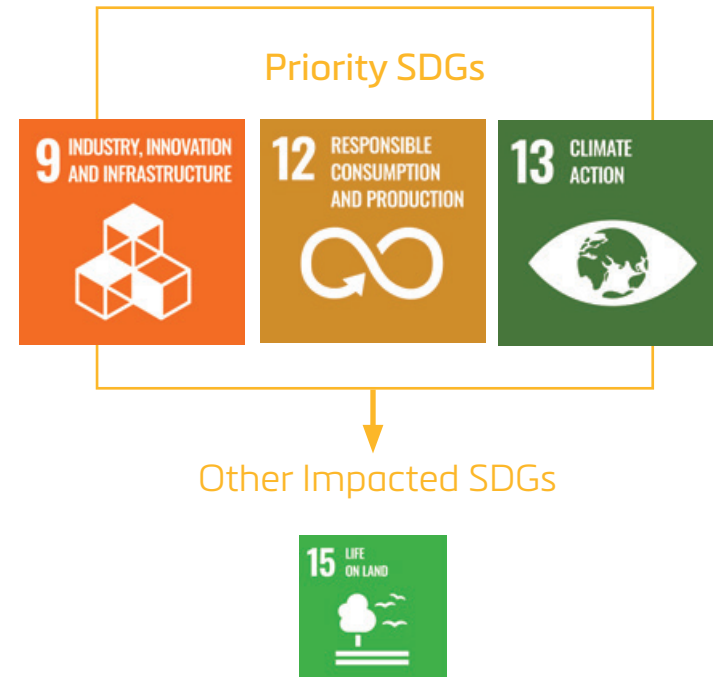 Priority SDGs
9 INDUSTRY, INNOVATION
AND INFRASTRUCTURE
12 RESPONSIBLE
CONSUMPTION
AND PRODUCTION
13 CLIMATE
ACTION
Other Impacted SDGs
15 LIFE
ON LAND